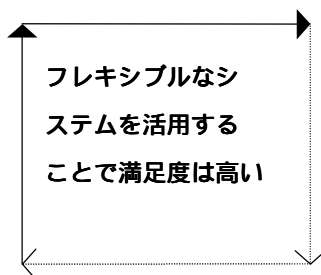 フレキシブルなシ
ステムを活用する
ことで満足度は高い